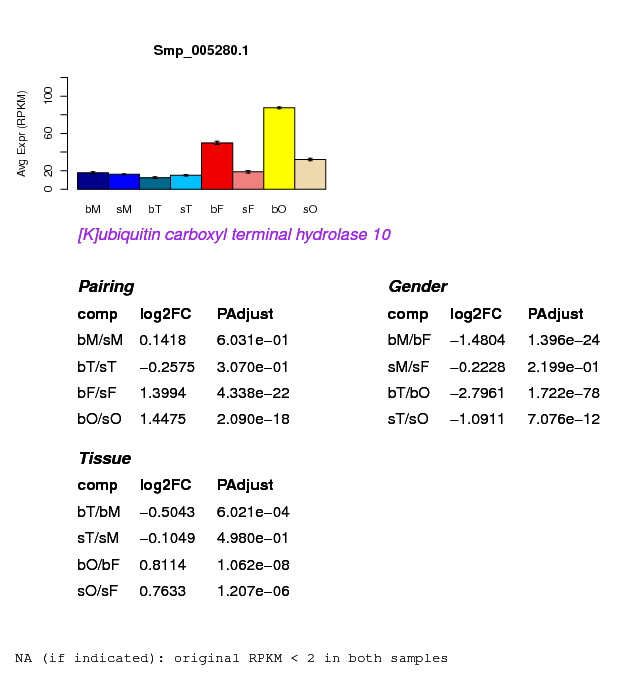 Smp_005280.1
Avg Expr (RPKM)
20 60 100
bM sM bT sT bF sF bO sO
[K]ubiquitin carboxyl terminal hydrolase 10
Pairing
comp log2FC PAdjust
bM/sM 0.1418 6.031e−01
bT/sT −0.2575 3.070e−01
bF/sF 1.3994 4.338e−22
bO/sO 1.4475 2.090e−18
Gender
comp log2FC PAdjust
bM/bF −1.4804 1.396e−24
sM/sF −0.2228 2.199e−01
bT/bO −2.7961 1.722e−78
sT/sO −1.0911 7.076e−12
Tissue
comp log2FC PAdjust
bT/bM −0.5043 6.021e−04
sT/sM −0.1049 4.980e−01
bO/bF 0.8114 1.062e−08
sO/sF 0.7633 1.207e−06
NA (if indicated): original RPKM < 2 in both samples